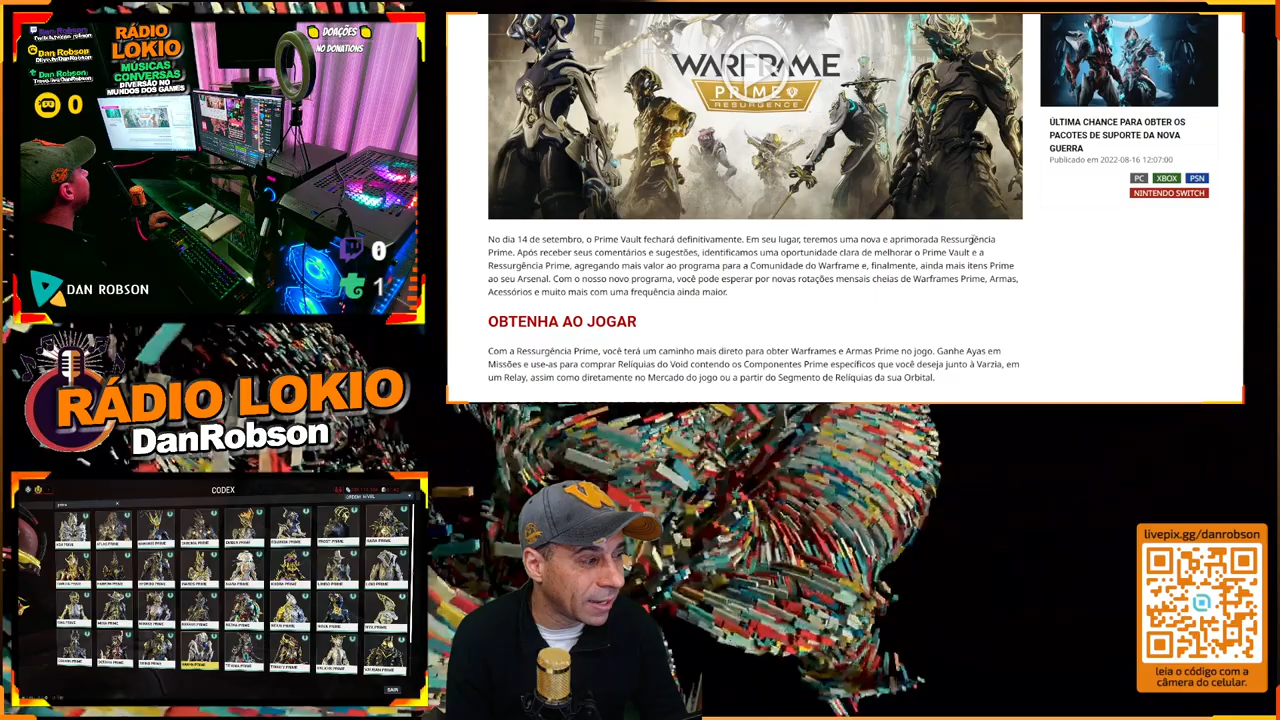 Dan Robson
Dan Robson
RÁDIO
LOKIO
MÚSICAS
CONVERSAS
DIVERSÃO NO
MUNDOS DOS GAMES
DOAÇÕES
NO DONATIONS
0
0
1
DAN ROBSON
RÁDIO LOKIO
DanRobson
CODEX
SAIR
WARFRAME
PRIME
RESURGENCE
No dia 14 de setembro, o Prime Vault fechará definitivamente. Em seu lugar, teremos uma nova e aprimorada Ressurgência
Prime. Após receber seus comentários e sugestões, identificamos uma oportunidade clara de melhorar o Prime Vault e a
Ressurgência Prime, agregando mais valor ao programa para a Comunidade do Warframe e, finalmente, ainda mais itens Prime
ao seu Arsenal. Com o nosso novo programa, você pode esperar por novas rotações mensais cheias de Warframes Prime, Armas,
Acessórios e muito mais com uma frequência ainda maior.
OBTENHA AO JOGAR
Com a Ressurgência Prime, você terá um caminho mais direto para obter Warframes e Armas Prime no jogo. Ganhe Ayas em
Missões e use-as para comprar Relíquias do Void contendo os Componentes Prime específicos que você deseja junto à Varzia, em
um Relay, assim como diretamente no Mercado do jogo ou a partir do Segmento de Relíquias da sua Orbital.
ÚLTIMA CHANCE PARA OBTER OS
PACOTES DE SUPORTE DA NOVA
GUERRA
Publicado em 2022-08-16 12:07:00
PC XBOX PSN
NINTENDO SWITCH
livepix.gg/danrobson
leia o código com a
câmera do celular.